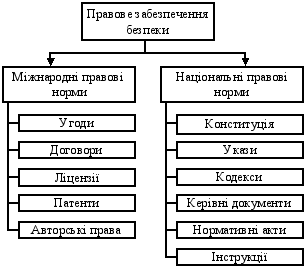 Правове забезпечення
безпеки
Міжнародні правові
норми
Національні правові
норми
Угоди
Договори
Ліцензії
Патенти
Авторські права
Конституція
Укази
Кодекси
Керівні документи
Нормативні акти
Інструкції